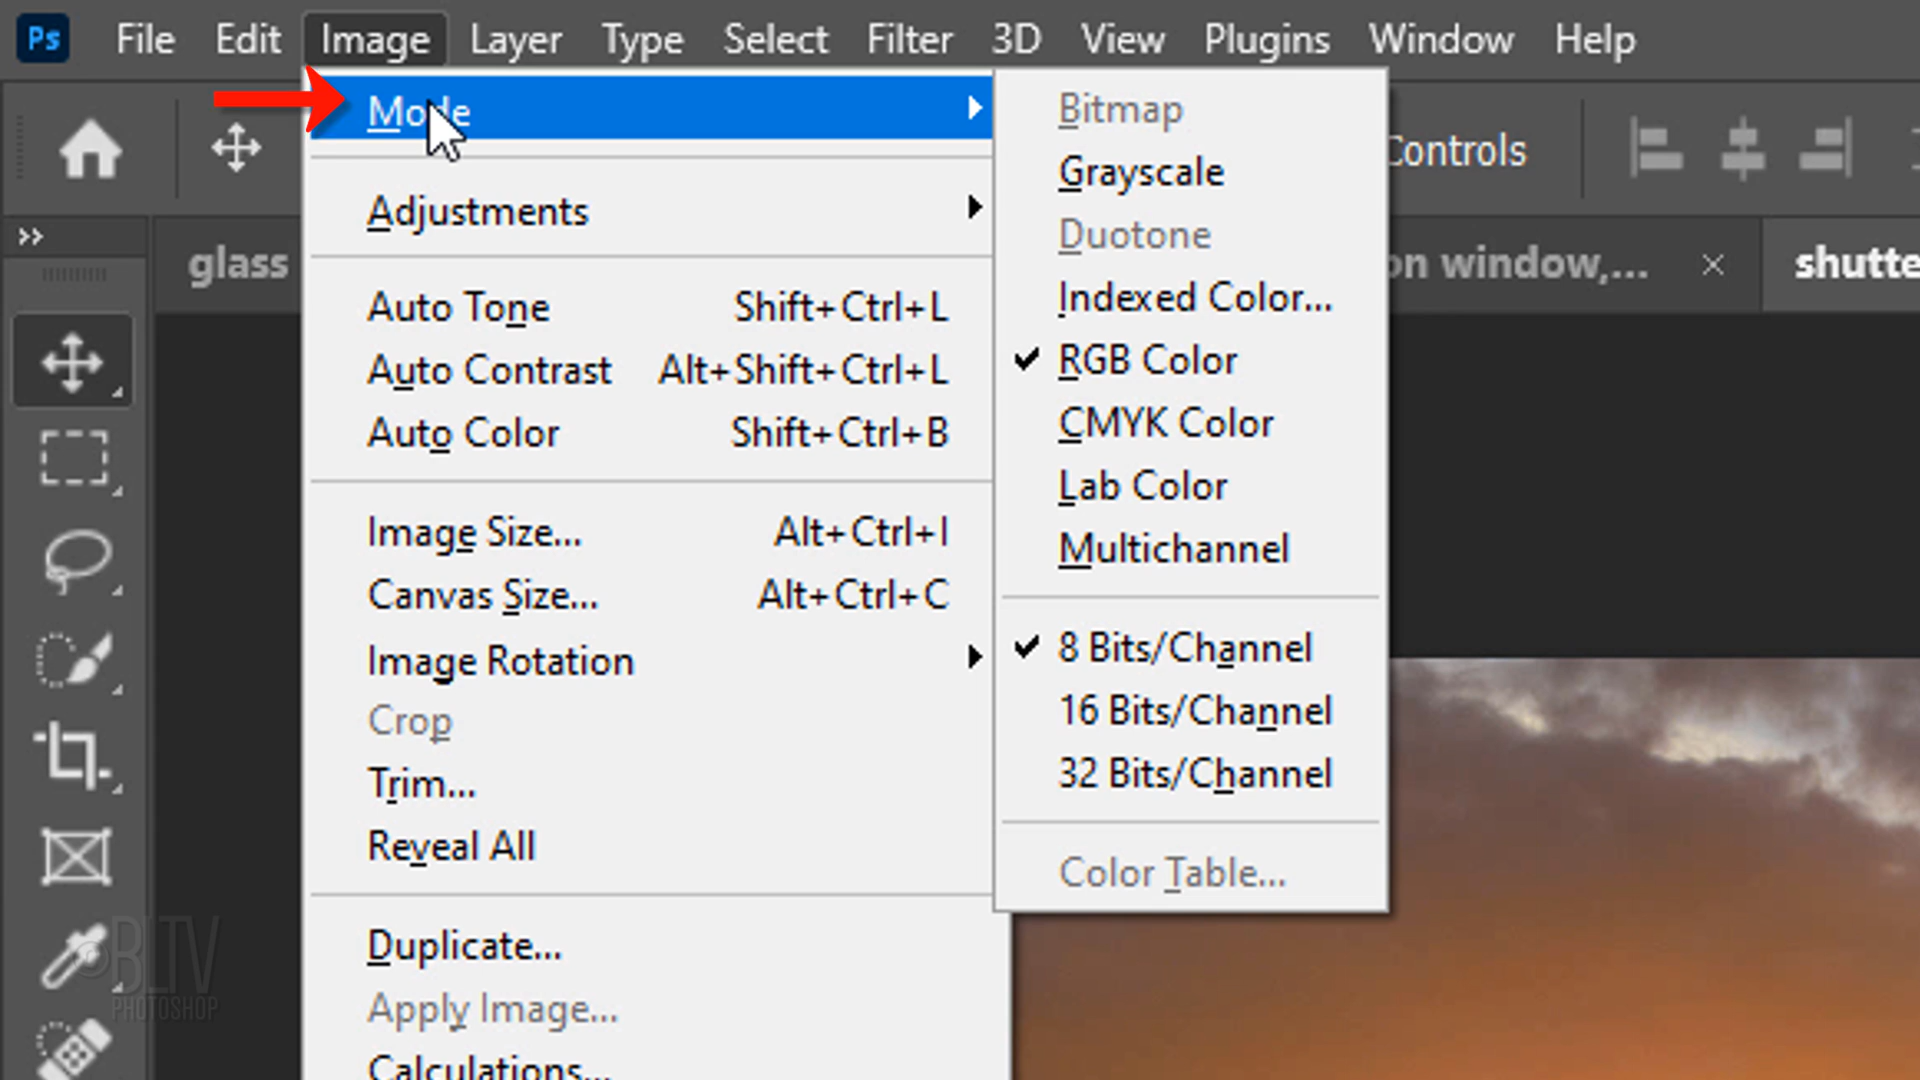 Ps File Edit Image Layer Type Select Filter 3D View Plugins Window Help
Mode
Adjustments
Auto Tone Shift+Ctrl+L
Auto Contrast Alt+Shift+Ctrl+L
Auto Color Shift+Ctrl+B
Image Size... Alt+Ctrl+I
Canvas Size... Alt+Ctrl+C
Image Rotation
Crop
Trim...
Reveal All
Duplicate...
Apply Image...
Calculations...
Bitmap
Grayscale
Duotone
Indexed Color...
RGB Color
CMYK Color
Lab Color
Multichannel
8 Bits/Channel
16 Bits/Channel
32 Bits/Channel
Color Table...
Controls
glass
on window,... ×
shutte
©BLTV
PHOTOSHOP